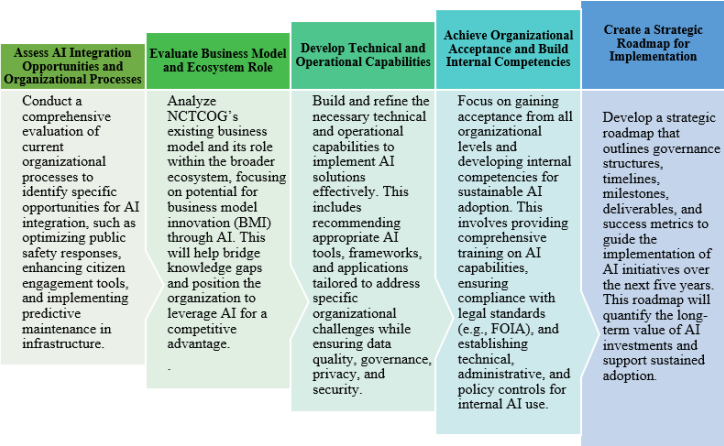 Assess AI Integration
Opportunities and
Organizational Processes
Conduct a
comprehensive
evaluation of
current
organizational
processes to
identify specific
opportunities for AI
integration, such as
optimizing public
safety responses,
enhancing citizen
engagement tools,
and implementing
predictive
maintenance in
infrastructure.
Evaluate Business Model
and Ecosystem Role
Analyze
NCTCOG's
existing business
model and its role
within the broader
ecosystem, focusing
on potential for
business model
innovation (BMI)
through AI. This
will help bridge
knowledge gaps
and position the
organization to
leverage AI for a
competitive
advantage.
.
Develop Technical and
Operational Capabilities
Build and refine the
necessary technical
and operational
capabilities to
implement AI
solutions
effectively. This
includes
recommending
appropriate AI
tools, frameworks,
and applications
tailored to address
specific
organizational
challenges while
ensuring data
quality, governance,
privacy, and
security.
Achieve Organizational
Acceptance and Build
Internal Competencies
Focus on gaining
acceptance from all
organizational
levels and
developing internal
competencies for
sustainable AI
adoption. This
involves providing
comprehensive
training on AI
capabilities,
ensuring
compliance with
legal standards
(e.g., FOIA), and
establishing
technical,
administrative, and
policy controls for
internal AI use.
Create a Strategic
Roadmap for
Implementation
Develop a strategic
roadmap that
outlines governance
structures,
timelines,
milestones,
deliverables, and
success metrics to
guide the
implementation of
AI initiatives over
the next five years.
This roadmap will
quantify the long-
term value of AI
investments and
support sustained
adoption.